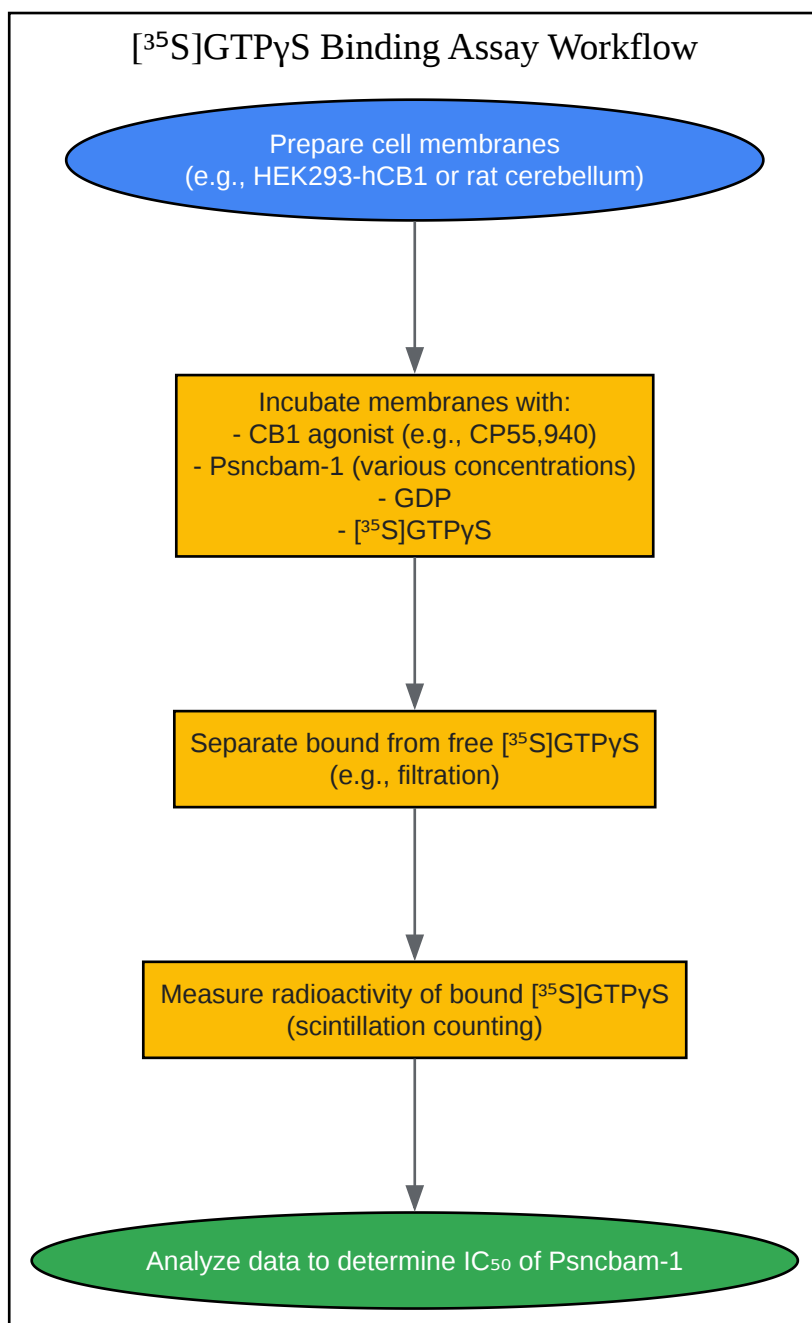 [³⁵S]GTPγS Binding Assay Workflow
Prepare cell membranes
(e.g., HEK293-hCB1 or rat cerebellum)
Incubate membranes with:
- CB1 agonist (e.g., CP55,940)
- Psncbam-1 (various concentrations)
- GDP
- [³⁵S]GTPγS
Separate bound from free [³⁵S]GTPγS
(e.g., filtration)
Measure radioactivity of bound [³⁵S]GTPγS
(scintillation counting)
Analyze data to determine IC₅₀ of Psncbam-1